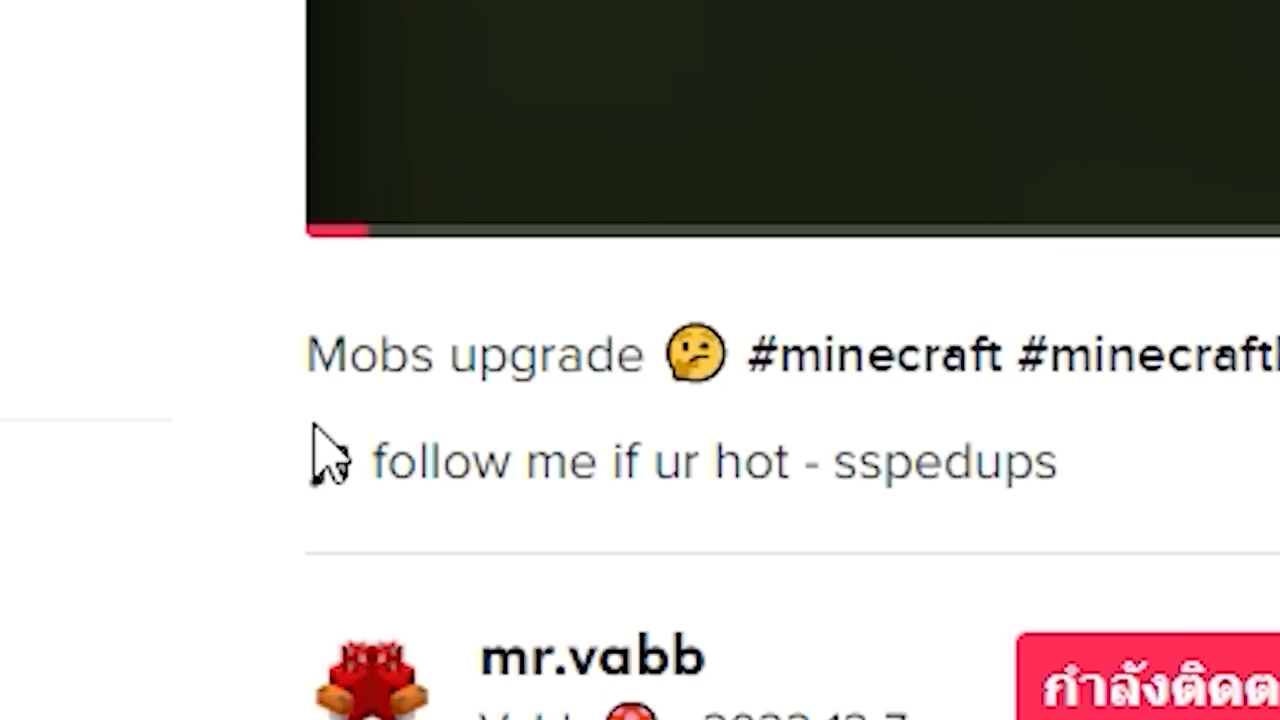 Mobs upgrade 🤔 #minecraft #minecraft
follow me if ur hot - sspedups
mr.vabb
กำลังติดต